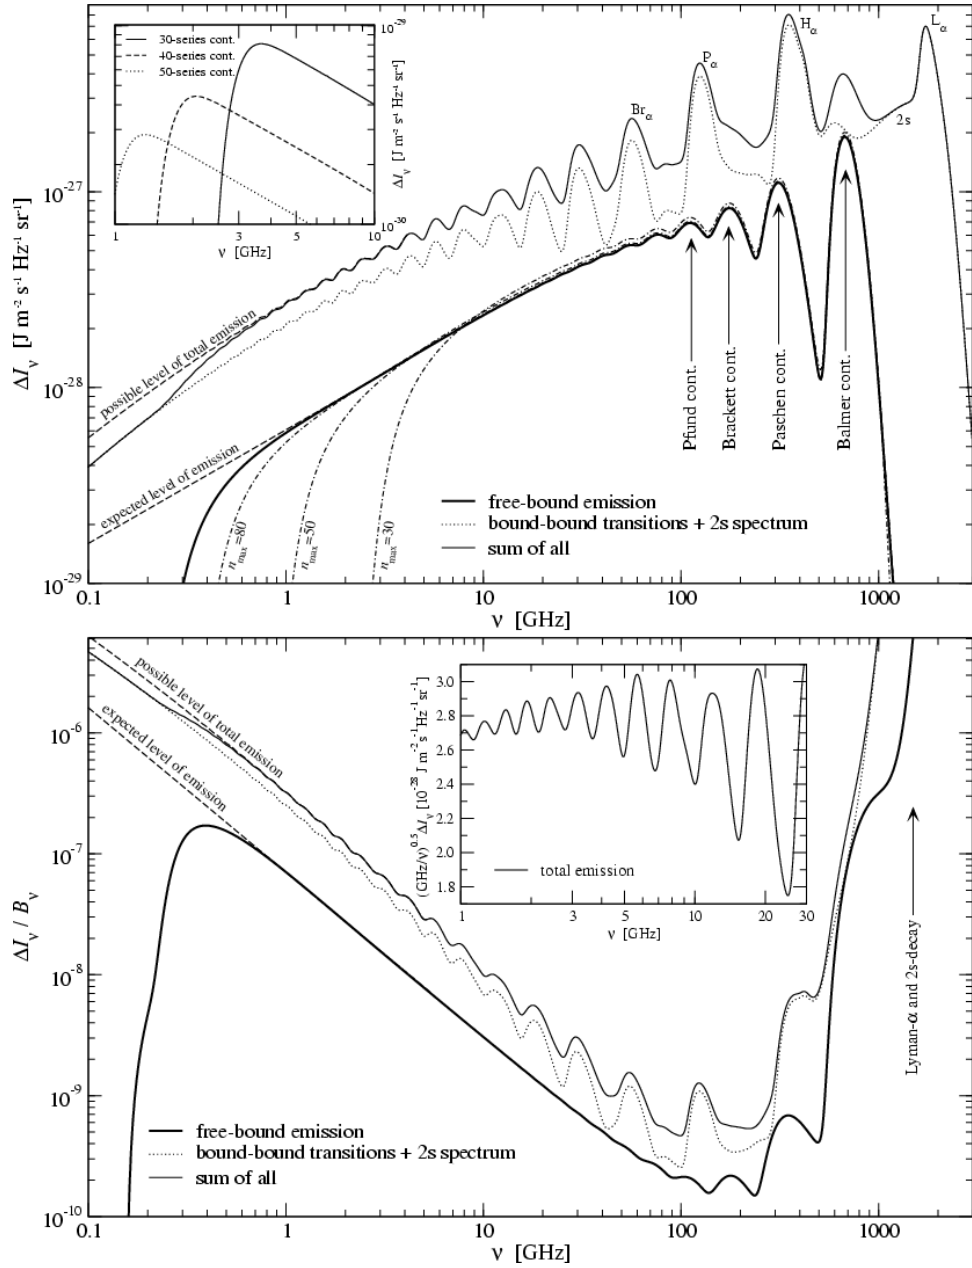 30-series cont.
40-series cont.
50-series cont.
10⁻²⁹
10⁻³⁰
ΔI_ν [J m⁻² s⁻¹ Hz⁻¹ sr⁻¹]
1 3 5 10
ν [GHz]
P_α
H_α
L_α
Br_α
2s
10⁻²⁷
10⁻²⁸
10⁻²⁹
ΔI_ν [J m⁻² s⁻¹ Hz⁻¹ sr⁻¹]
possible level of total emission
expected level of emission
n_max=80
n_max=50
n_max=30
Pfund cont.
Brackett cont.
Paschen cont.
Balmer cont.
free-bound emission
bound-bound transitions + 2s spectrum
sum of all
0.1 1 10 100 1000
ν [GHz]
possible level of total emission
expected level of emission
10⁻⁶
10⁻⁷
10⁻⁸
10⁻⁹
10⁻¹⁰
ΔI_ν / B_ν
3.0
2.8
2.6
2.4
2.2
2.0
1.8
(GHz/ν)^0.5 ΔI_ν [10⁻²⁸ J m⁻² s⁻¹ Hz⁻¹ sr⁻¹]
total emission
1 3 5 10 20 30
ν [GHz]
Lyman-α and 2s-decay
free-bound emission
bound-bound transitions + 2s spectrum
sum of all
0.1 1 10 100 1000
ν [GHz]